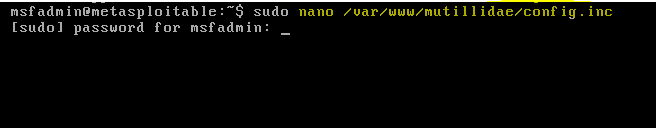 msfadmin@metasploitable:~$ sudo nano /var/www/mutillidae/config.inc
[sudo] password for msfadmin: _